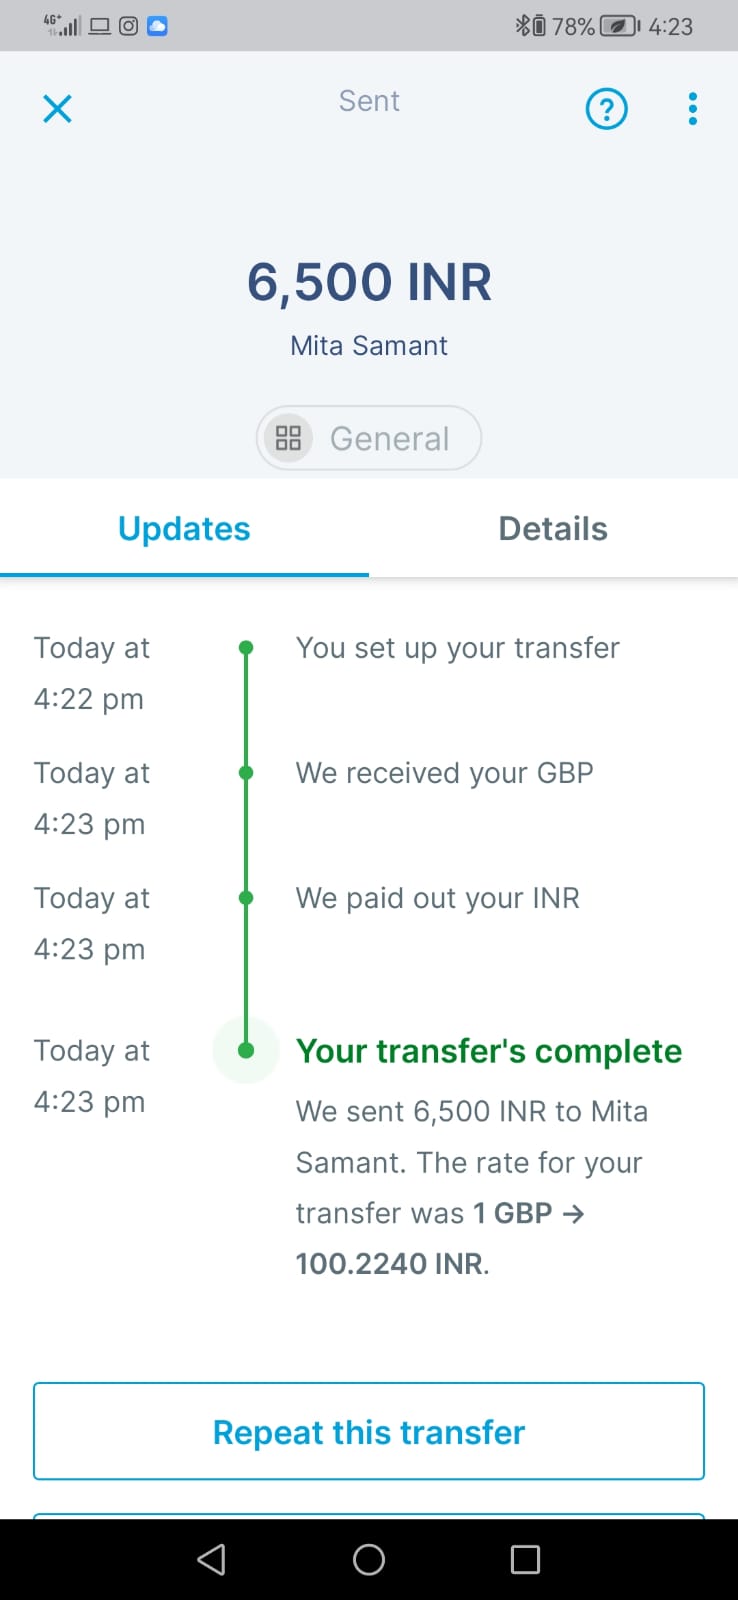 4G+ 78% 4:23
Sent
?
6,500 INR
Mita Samant
General
Updates Details
Today at You set up your transfer
4:22 pm
Today at We received your GBP
4:23 pm
Today at We paid out your INR
4:23 pm
Today at Your transfer's complete
4:23 pm We sent 6,500 INR to Mita
Samant. The rate for your
transfer was 1 GBP →
100.2240 INR.
Repeat this transfer